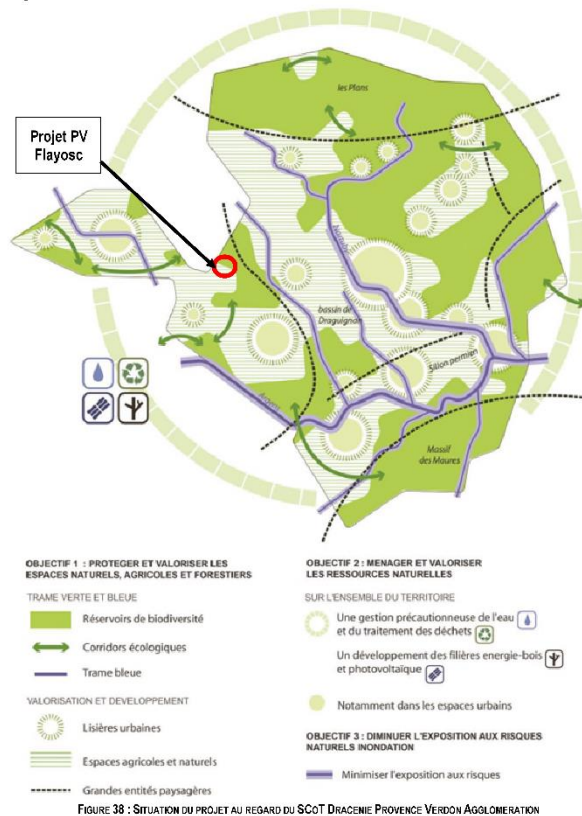 Projet PV
Flayosc
les Plans
Nartuby
bassin de
Draguignan
Sillon permien
Argens
Massif
des Maures
OBJECTIF 1 : PROTEGER ET VALORISER LES
ESPACES NATURELS, AGRICOLES ET FORESTIERS
TRAME VERTE ET BLEUE
Réservoirs de biodiversité
Corridors écologiques
Trame bleue
VALORISATION ET DEVELOPPEMENT
Lisières urbaines
Espaces agricoles et naturels
Grandes entités paysagères
OBJECTIF 2 : MENAGER ET VALORISER
LES RESSOURCES NATURELLES
SUR L'ENSEMBLE DU TERRITOIRE
Une gestion précautionneuse de l'eau
et du traitement des déchets
Un développement des filières energie-bois
et photovoltaïque
Notamment dans les espaces urbains
OBJECTIF 3 : DIMINUER L'EXPOSITION AUX RISQUES
NATURELS INONDATION
Minimiser l'exposition aux risques
FIGURE 38 : SITUATION DU PROJET AU REGARD DU SCOT DRACENIE PROVENCE VERDON AGGLOMERATION